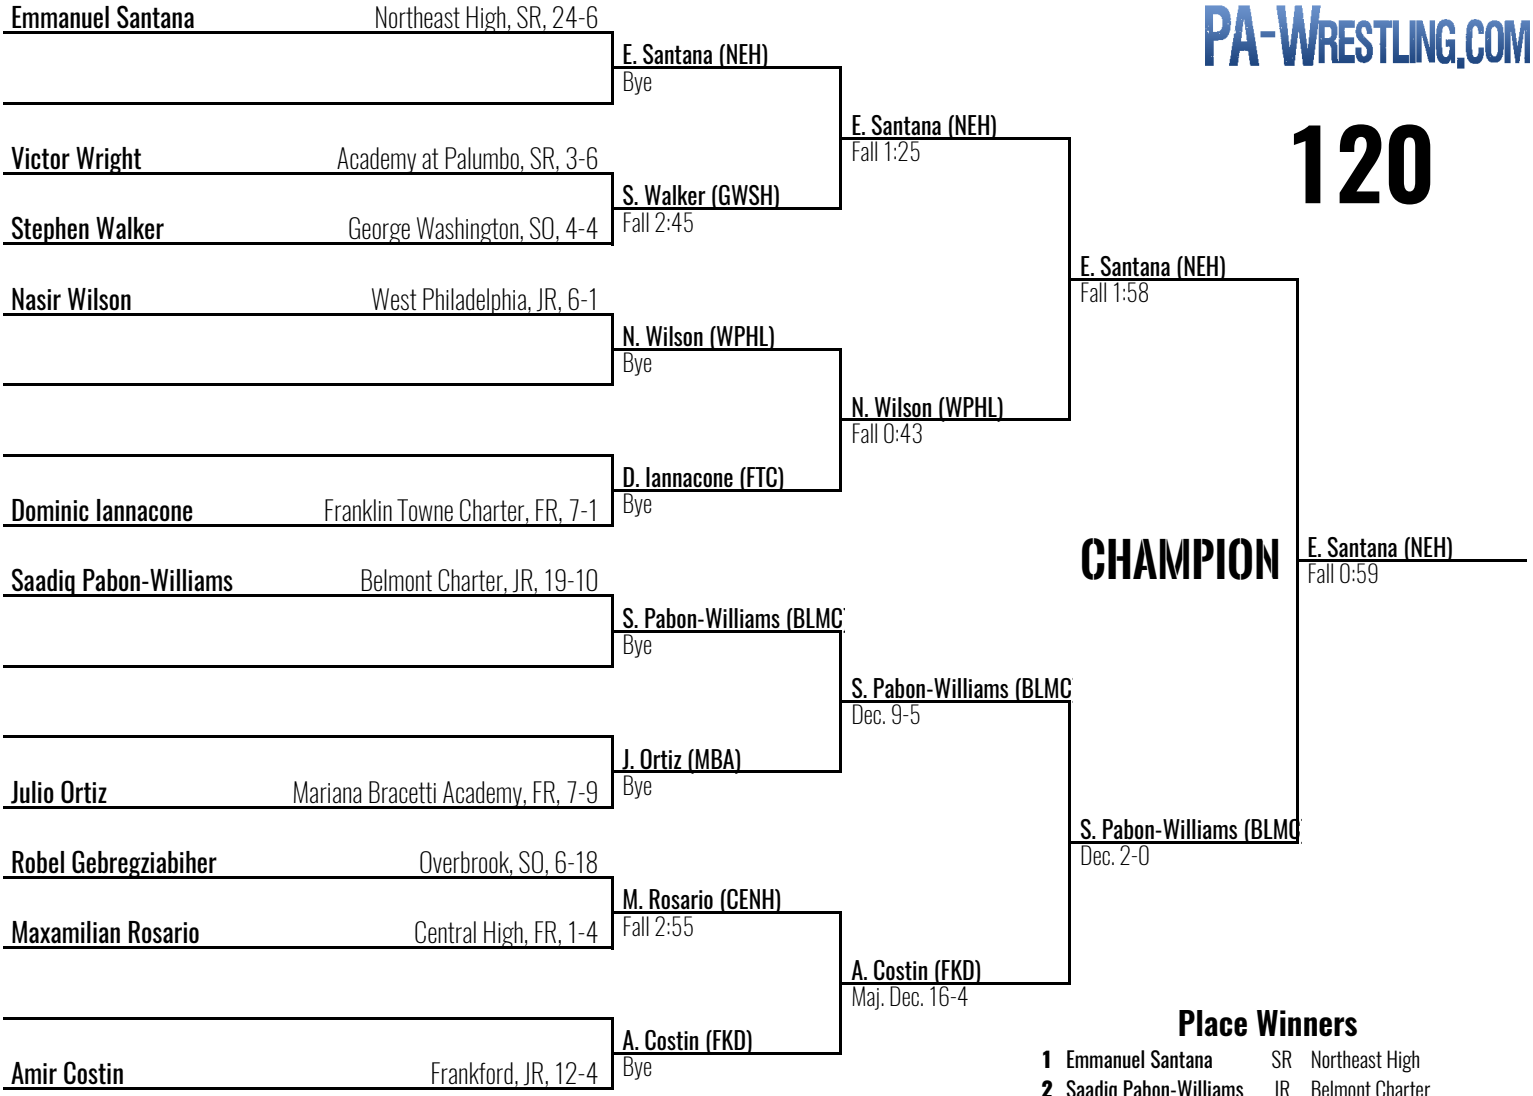 PA-WRESTLING.COM
120
Emmanuel Santana Northeast High, SR, 24-6
E. Santana (NEH)
Bye
Victor Wright Academy at Palumbo, SR, 3-6
Stephen Walker George Washington, SO, 4-4
S. Walker (GWSH)
Fall 2:45
E. Santana (NEH)
Fall 1:25
Nasir Wilson West Philadelphia, JR, 6-1
N. Wilson (WPHL)
Bye
Dominic Iannacone Franklin Towne Charter, FR, 7-1
D. Iannacone (FTC)
Bye
N. Wilson (WPHL)
Fall 0:43
E. Santana (NEH)
Fall 1:58
Saadiq Pabon-Williams Belmont Charter, JR, 19-10
S. Pabon-Williams (BLMC)
Bye
Julio Ortiz Mariana Bracetti Academy, FR, 7-9
J. Ortiz (MBA)
Bye
S. Pabon-Williams (BLMC
Dec. 9-5
Robel Gebregziabiher Overbrook, SO, 6-18
Maxamilian Rosario Central High, FR, 1-4
M. Rosario (CENH)
Fall 2:55
Amir Costin Frankford, JR, 12-4
A. Costin (FKD)
Bye
A. Costin (FKD)
Maj. Dec. 16-4
S. Pabon-Williams (BLMC
Dec. 2-0
CHAMPION
E. Santana (NEH)
Fall 0:59
Place Winners
1 Emmanuel Santana SR Northeast High
2 Saadiq Pabon-Williams JR Belmont Charter